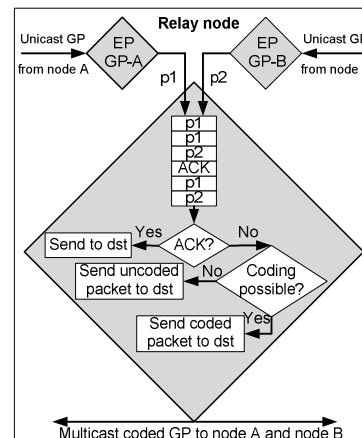 Relay node
Unicast GP
from node A
EP
GP-A
EP
GP-B
Unicast
from node
p1
p2
p1
p1
p2
ACK
p1
p2
Yes
ACK?
No
Send to dst
No
Coding
possible?
Send uncoded
packet to dst
Yes
Send coded
packet to dst
Multicast coded GP to node A and node B